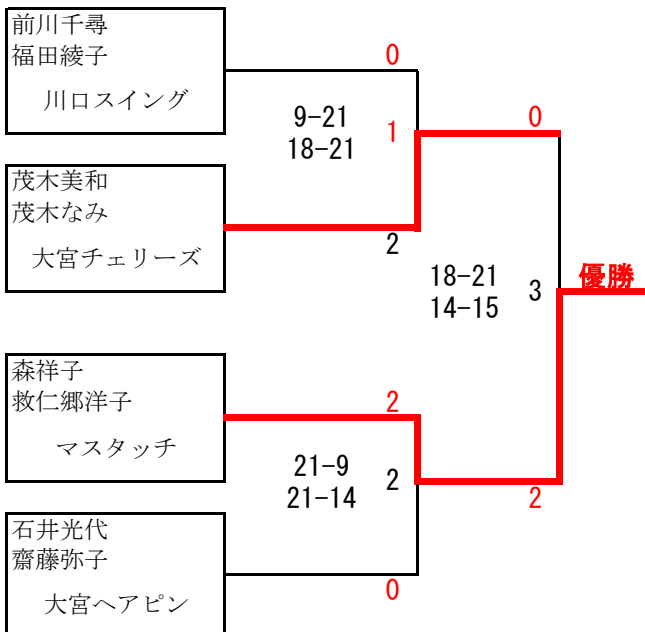 前川千尋
福田綾子
川口スイング
0
9-21
18-21
1
0
茂木美和
茂木なみ
大宮チェリーズ
2
18-21
14-15
3
優勝
森祥子
救仁郷洋子
マスタッチ
2
21-9
21-14
2
2
石井光代
齋藤弥子
大宮ヘアピン
0